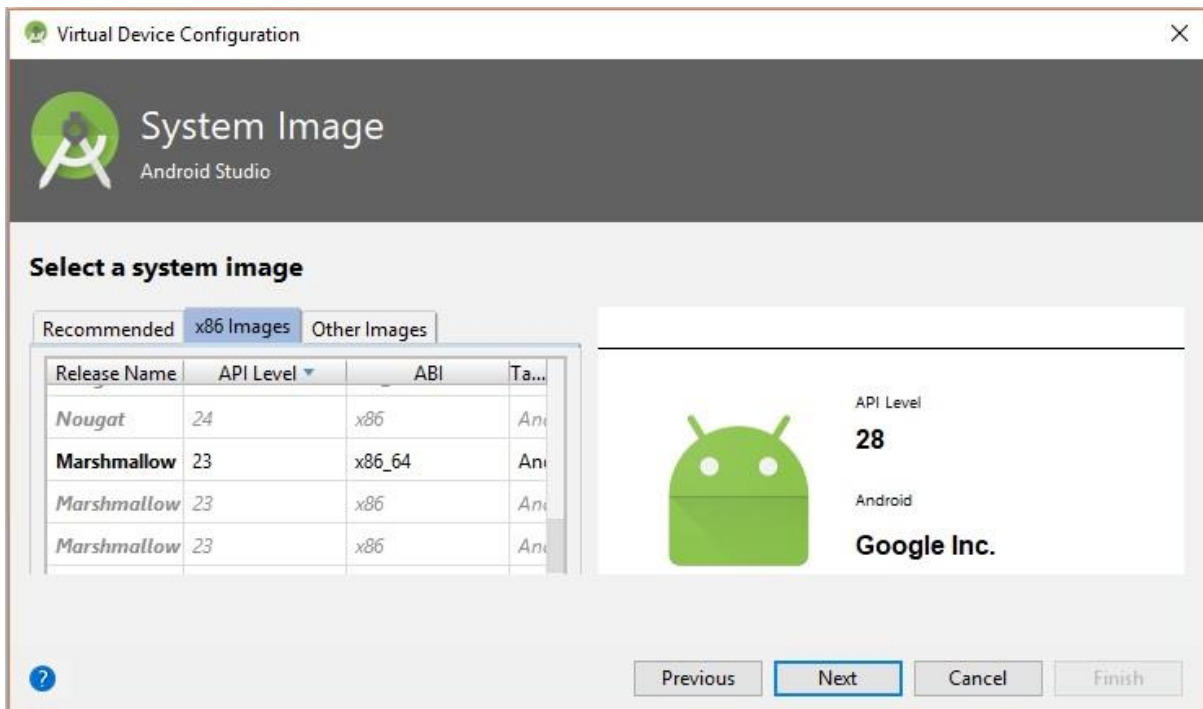 Virtual Device Configuration
System Image
Android Studio
Select a system image
Recommended x86 Images Other Images
Release Name API Level ABI Ta...
Nougat 24 x86
Marshmallow 23 x86_64
Marshmallow 23 x86
Marshmallow 23 x86
API Level
28
Android
Google Inc.
? Previous Next Cancel Finish